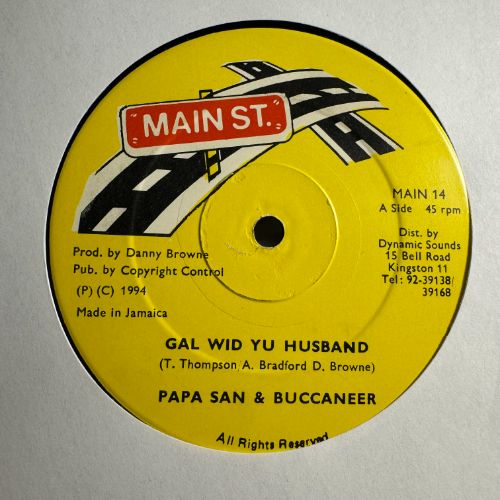 MAIN ST.
MAIN 14
A Side 45 rpm
Dist. by
Dynamic Sounds
15 Bell Road
Kingston 11
Tel: 92-39138/
39168
Prod. by Danny Browne
Pub. by Copyright Control
(P) (C) 1994
Made in Jamaica
GAL WID YU HUSBAND
(T. Thompson A. Bradford D. Browne)
PAPA SAN & BUCCANEER
All Rights Reserved